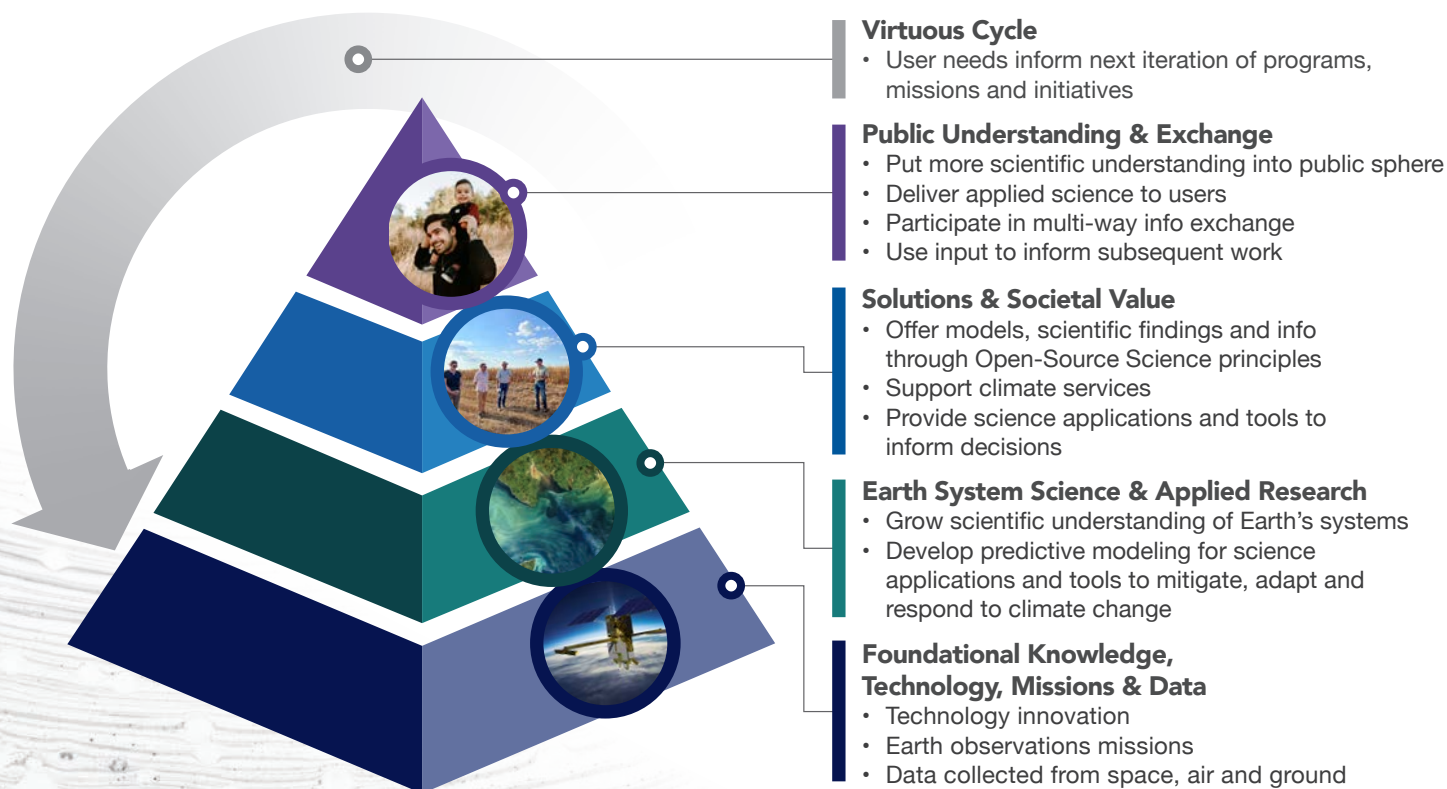 Virtuous Cycle
• User needs inform next iteration of programs,
missions and initiatives
Public Understanding & Exchange
• Put more scientific understanding into public sphere
• Deliver applied science to users
• Participate in multi-way info exchange
• Use input to inform subsequent work
Solutions & Societal Value
• Offer models, scientific findings and info
through Open-Source Science principles
• Support climate services
• Provide science applications and tools to
inform decisions
Earth System Science & Applied Research
• Grow scientific understanding of Earth's systems
• Develop predictive modeling for science
applications and tools to mitigate, adapt and
respond to climate change
Foundational Knowledge,
Technology, Missions & Data
• Technology innovation
• Earth observations missions
• Data collected from space, air and ground